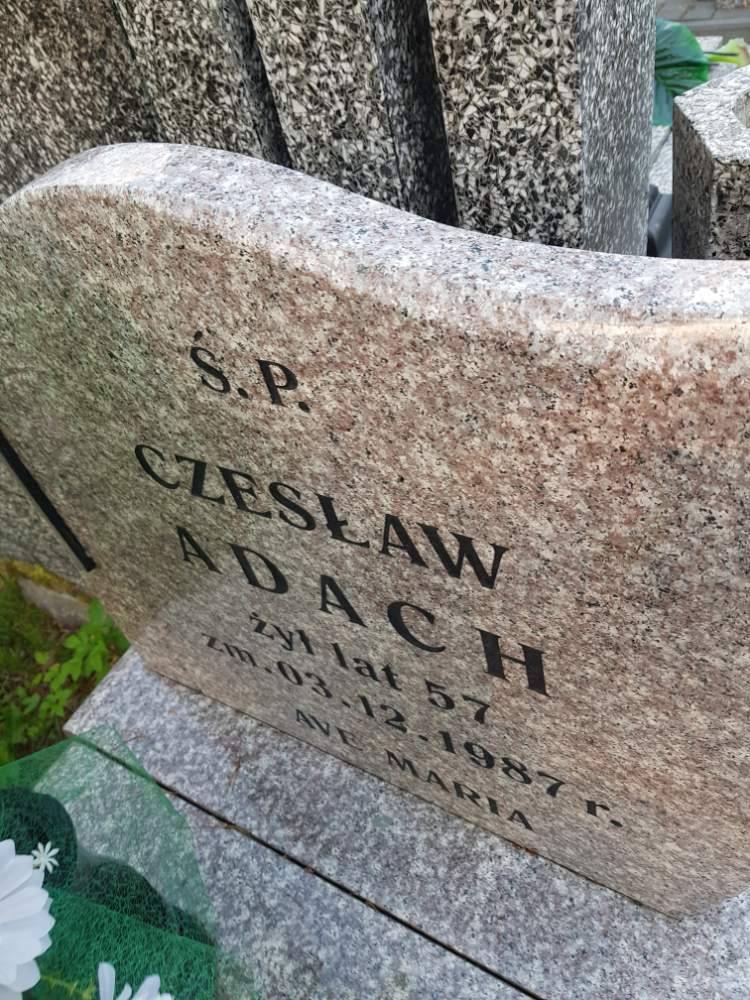 Ś.P.
CZESŁAW
ADACH
żył lat 57
zm.03.12.1987 r.
AVE MARIA